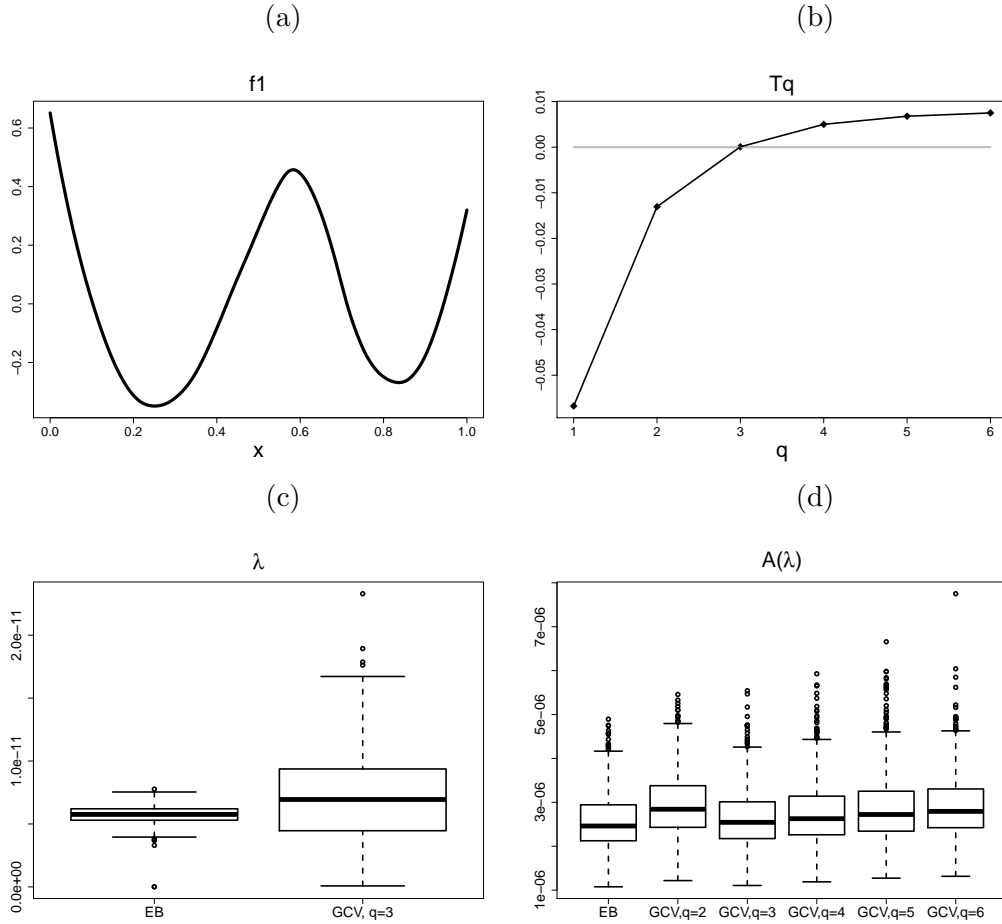 (a)
f1
0.6
0.4
0.2
0.0
−0.2
0.0 0.2 0.4 0.6 0.8 1.0
x
(b)
Tq
0.01
0.00
−0.01
−0.02
−0.03
−0.04
−0.05
1 2 3 4 5 6
q
(c)
λ
2.0e−11
1.0e−11
0.0e+00
EB GCV, q=3
(d)
A(λ)
7e−06
5e−06
3e−06
1e−06
EB GCV,q=2 GCV,q=3 GCV,q=4 GCV,q=5 GCV,q=6